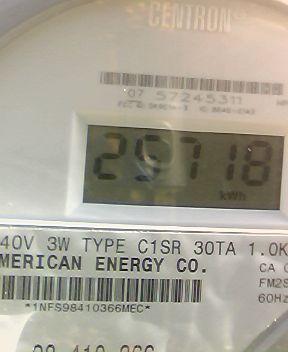 CENTRON
07 57245311
29718
kWh
40V 3W TYPE C1SR 30TA 1.0K
MERICAN ENERGY CO.
CA
FM2S
60Hz
*1NFS98410366MEC*